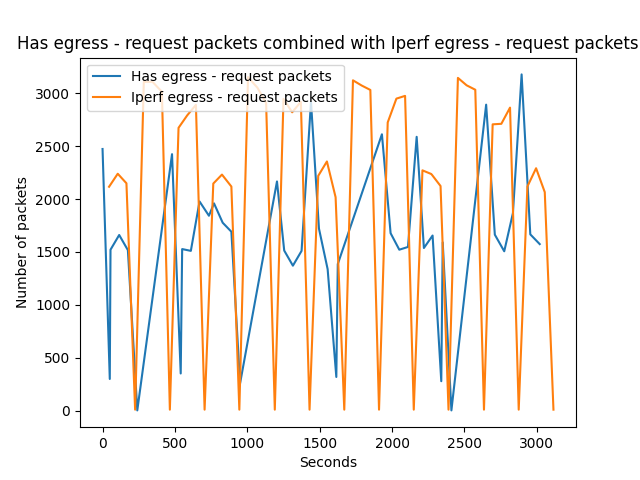 Has egress - request packets combined with Iperf egress - request packets
Has egress - request packets
Iperf egress - request packets
Number of packets
3000
2500
2000
1500
1000
500
0
0 500 1000 1500 2000 2500 3000
Seconds